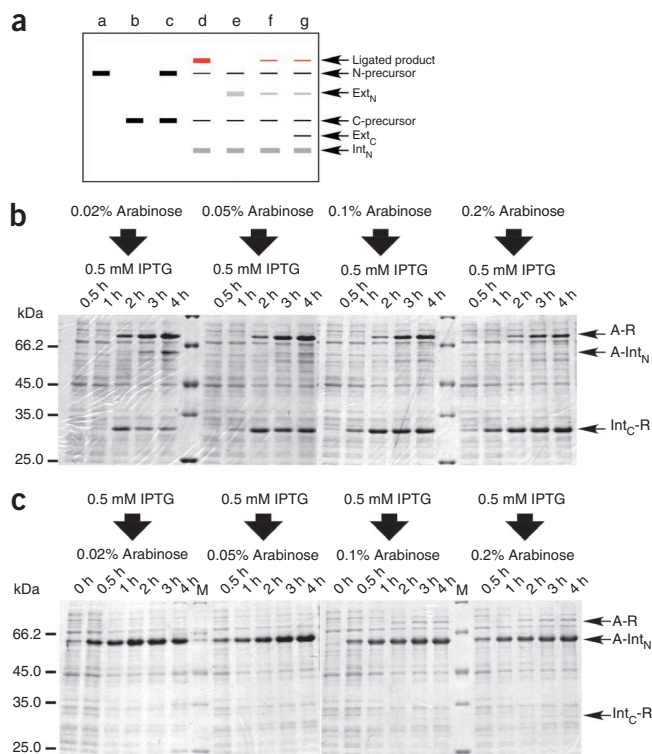 a
a b c d e f g
Ligated product
N-precursor
ExtN
C-precursor
ExtC
IntN
b
0.02% Arabinose 0.05% Arabinose 0.1% Arabinose 0.2% Arabinose
0.5 mM IPTG 0.5 mM IPTG 0.5 mM IPTG 0.5 mM IPTG
kDa 0.5 h 1 h 2 h 3 h 4 h 0.5 h 1 h 2 h 3 h 4 h 0.5 h 1 h 2 h 3 h 4 h 0.5 h 1 h 2 h 3 h 4 h
A-R
66.2
A-IntN
45.0
35.0
IntC-R
25.0
c
0.5 mM IPTG 0.5 mM IPTG 0.5 mM IPTG 0.5 mM IPTG
0.02% Arabinose 0.05% Arabinose 0.1% Arabinose 0.2% Arabinose
kDa 0 h 0.5 h 1 h 2 h 3 h 4 h M 0.5 h 1 h 2 h 3 h 4 h 0 h 0.5 h 1 h 2 h 3 h 4 h M 0.5 h 1 h 2 h 3 h 4 h
A-R
66.2
A-IntN
45.0
35.0
IntC-R
25.0